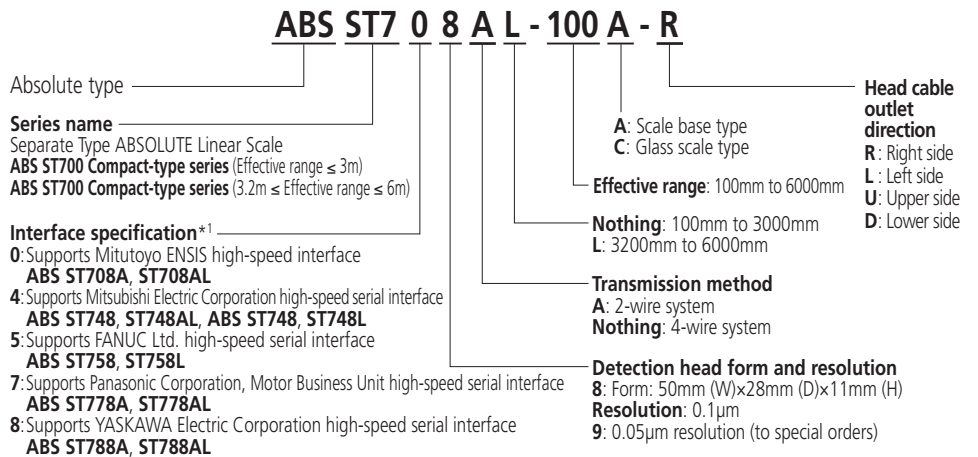 ABS ST7 0 8 A L - 100 A - R
Absolute type
Series name
Separate Type ABSOLUTE Linear Scale
ABS ST700 Compact-type series (Effective range ≤ 3m)
ABS ST700 Compact-type series (3.2m ≤ Effective range ≤ 6m)
Interface specification*1
0:Supports Mitutoyo ENSIS high-speed interface
ABS ST708A, ST708AL
4:Supports Mitsubishi Electric Corporation high-speed serial interface
ABS ST748, ST748AL, ABS ST748, ST748L
5:Supports FANUC Ltd. high-speed serial interface
ABS ST758, ST758L
7:Supports Panasonic Corporation, Motor Business Unit high-speed serial interface
ABS ST778A, ST778AL
8:Supports YASKAWA Electric Corporation high-speed serial interface
ABS ST788A, ST788AL
A: Scale base type
C: Glass scale type
Effective range: 100mm to 6000mm
Nothing: 100mm to 3000mm
L: 3200mm to 6000mm
Transmission method
A: 2-wire system
Nothing: 4-wire system
Detection head form and resolution
8: Form: 50mm (W)×28mm (D)×11mm (H)
Resolution: 0.1μm
9: 0.05μm resolution (to special orders)
Head cable
outlet
direction
R: Right side
L : Left side
U: Upper side
D: Lower side